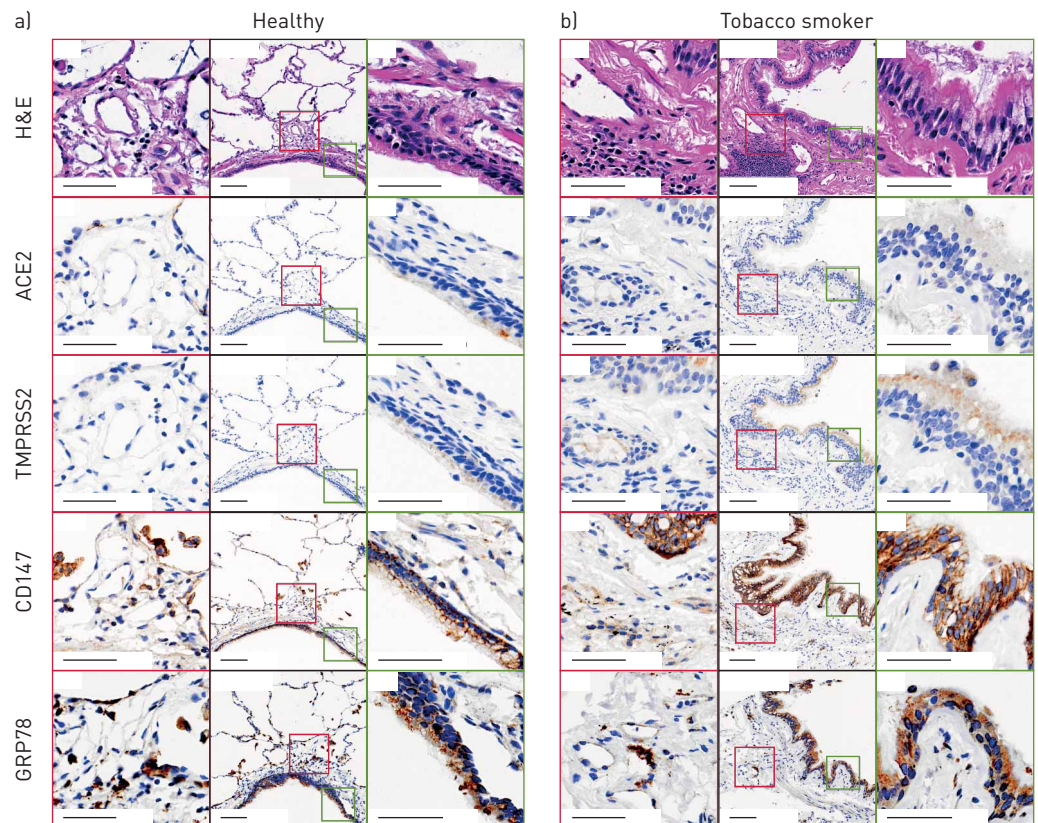 a) Healthy
b) Tobacco smoker
H&E
ACE2
TMPRSS2
CD147
GRP78